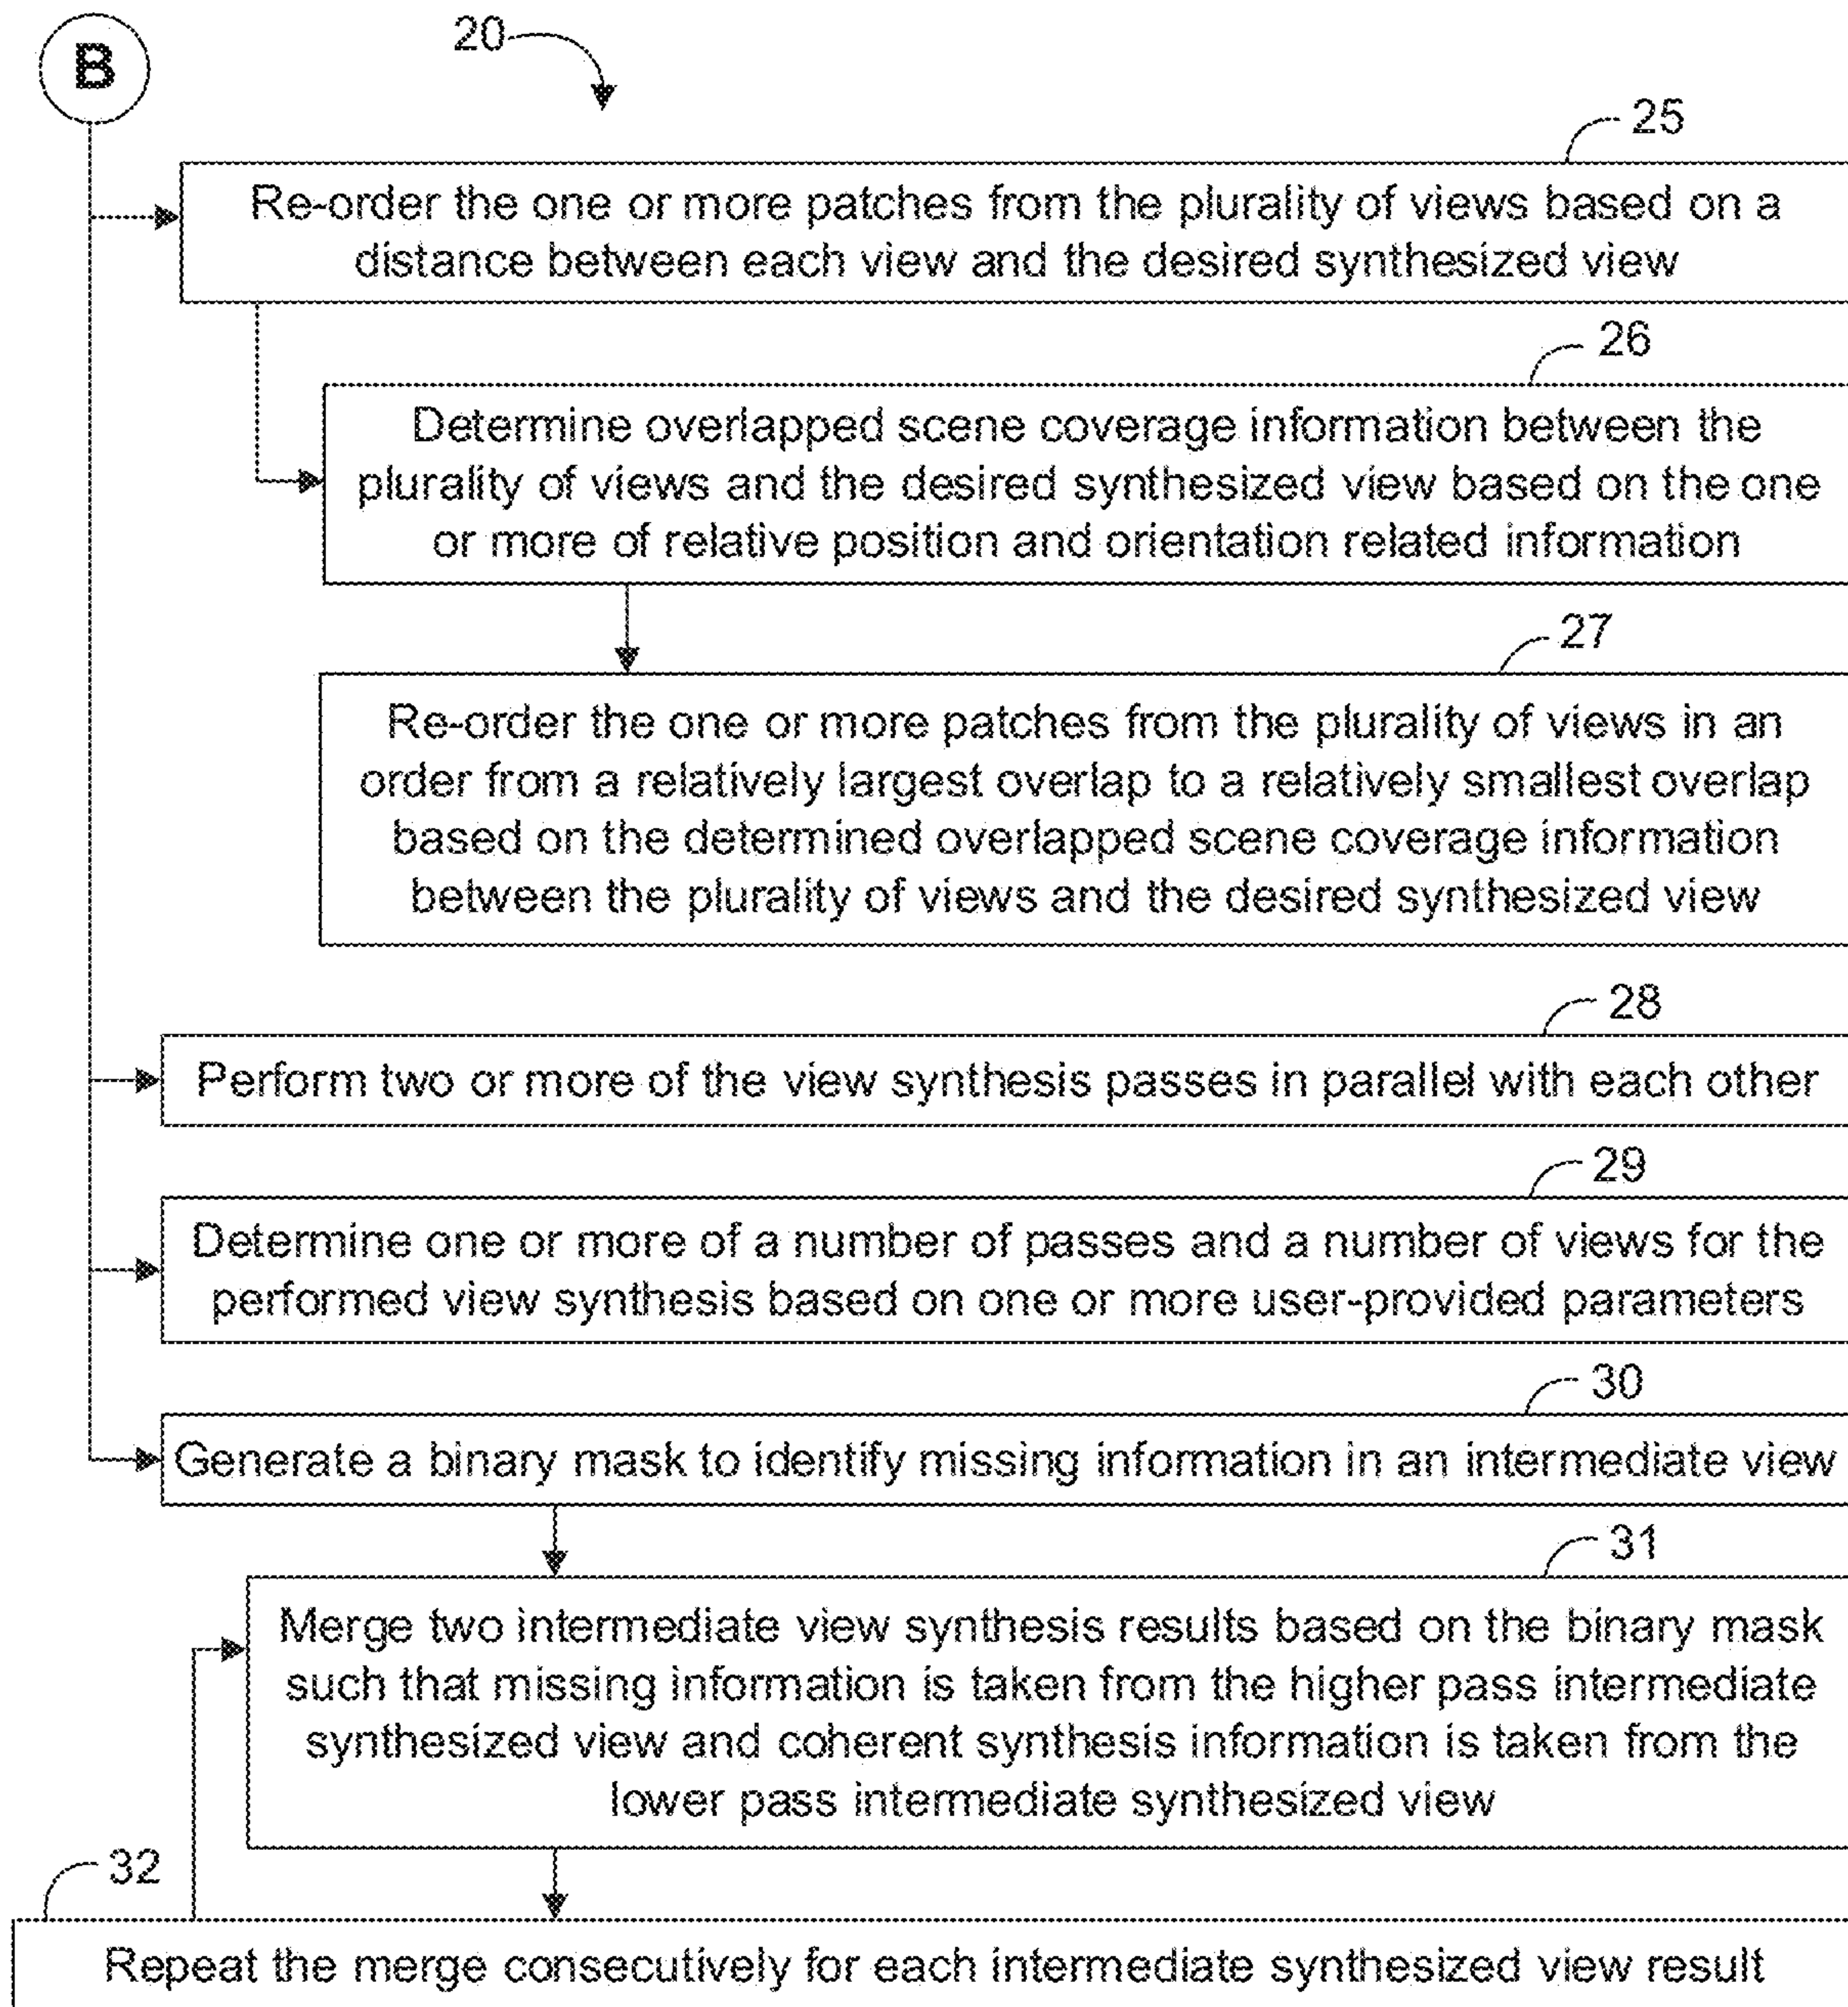 B
20
25
Re-order the one or more patches from the plurality of views based on a
distance between each view and the desired synthesized view
26
Determine overlapped scene coverage information between the
plurality of views and the desired synthesized view based on the one
or more of relative position and orientation related information
27
Re-order the one or more patches from the plurality of views in an
order from a relatively largest overlap to a relatively smallest overlap
based on the determined overlapped scene coverage information
between the plurality of views and the desired synthesized view
28
Perform two or more of the view synthesis passes in parallel with each other
29
Determine one or more of a number of passes and a number of views for the
performed view synthesis based on one or more user-provided parameters
30
Generate a binary mask to identify missing information in an intermediate view
31
Merge two intermediate view synthesis results based on the binary mask
such that missing information is taken from the higher pass intermediate
synthesized view and coherent synthesis information is taken from the
lower pass intermediate synthesized view
32
Repeat the merge consecutively for each intermediate synthesized view result